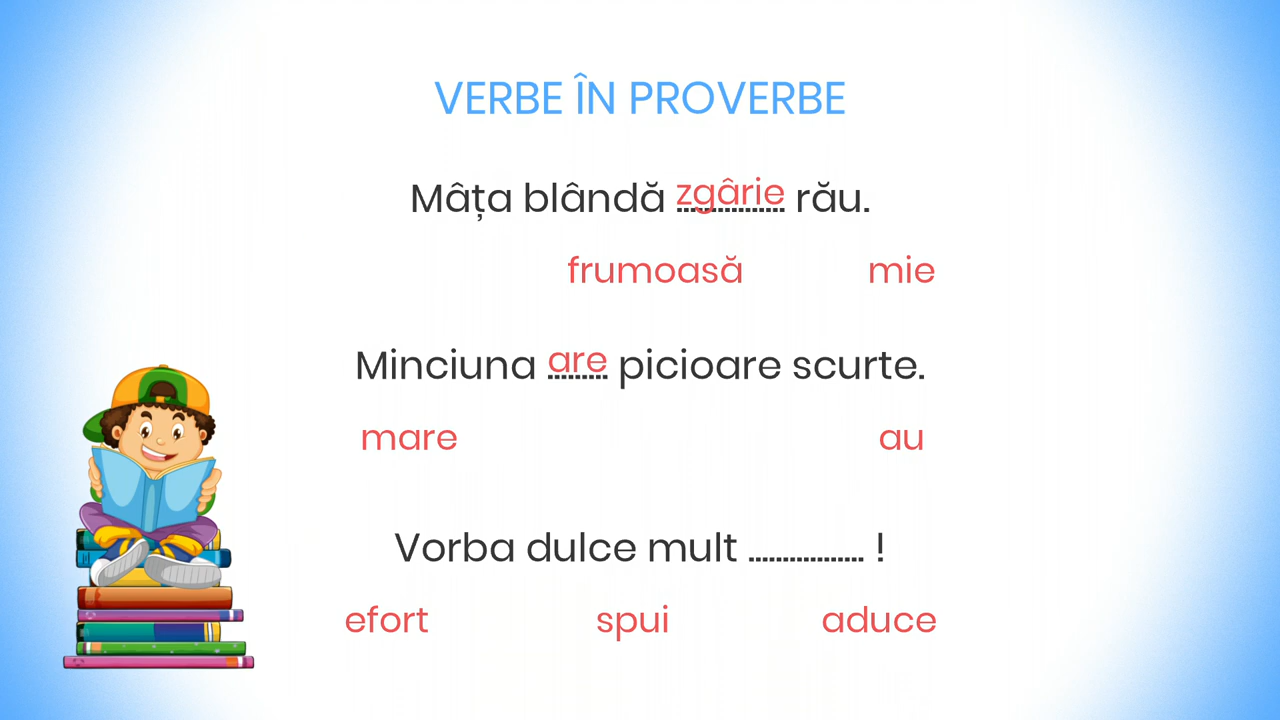 VERBE ÎN PROVERBE
Mâța blândă zgârie rău.
frumoasă mie
Minciuna are picioare scurte.
mare au
Vorba dulce mult ................. !
efort spui aduce